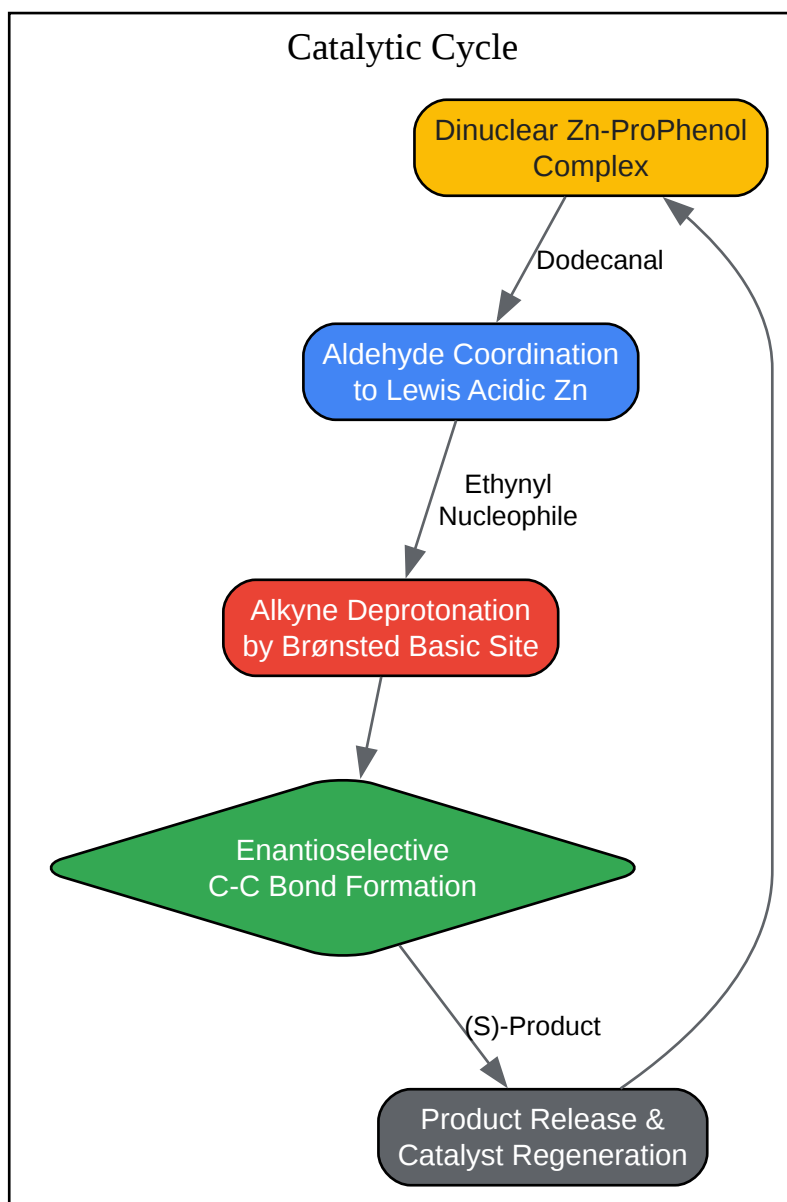 Catalytic Cycle
Dinuclear Zn-ProPhenol
Complex
Dodecanal
Aldehyde Coordination
to Lewis Acidic Zn
Ethynyl
Nucleophile
Alkyne Deprotonation
by Brønsted Basic Site
Enantioselective
C-C Bond Formation
(S)-Product
Product Release &
Catalyst Regeneration